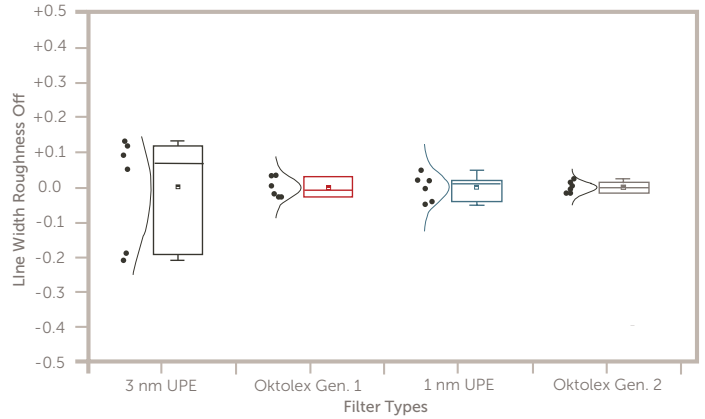 +0.5
+0.4
+0.3
+0.2
+0.1
0.0
-0.1
-0.2
-0.3
-0.4
-0.5
LIne Width Roughness Off
3 nm UPE
Oktolex Gen. 1
1 nm UPE
Oktolex Gen. 2
Filter Types